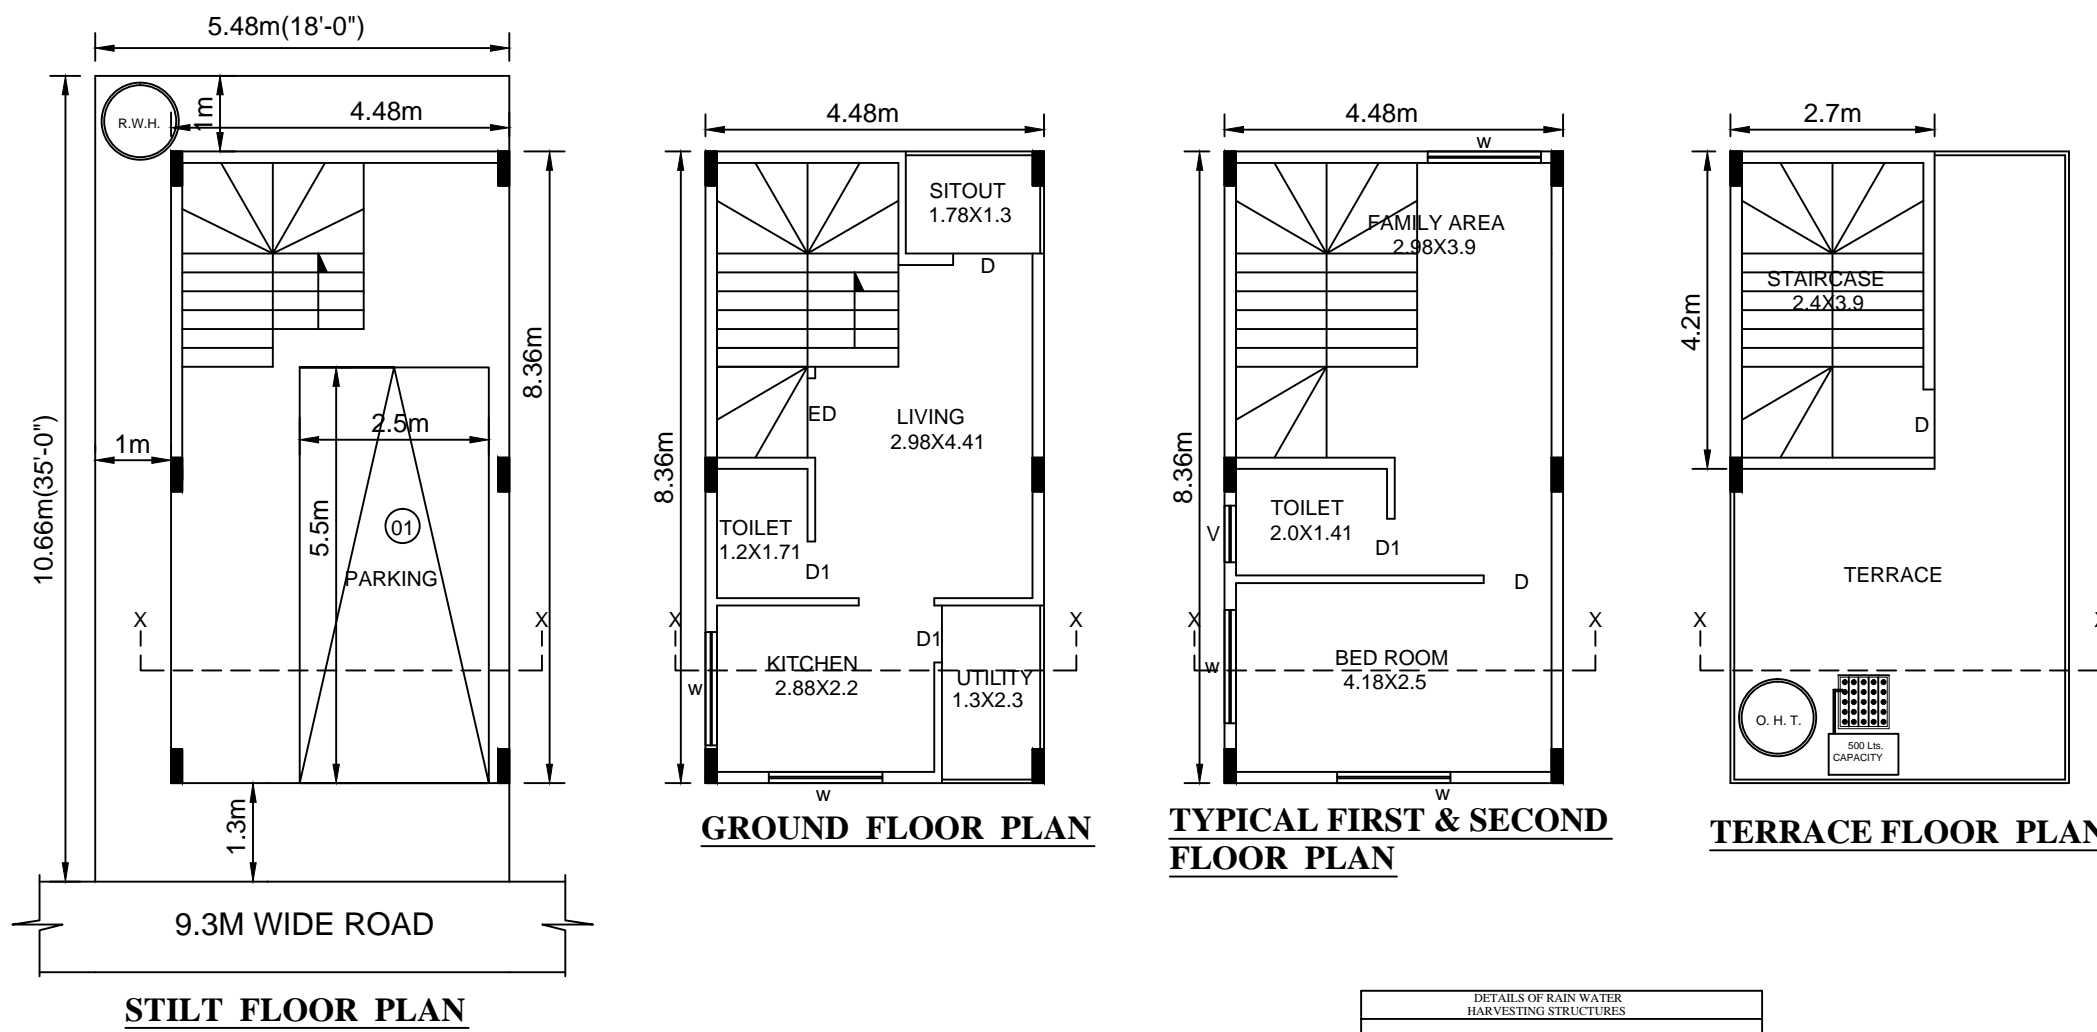 5.48m(18'-0")
R.W.H.
1m
4.48m
8.36m
10.66m(35'-0")
1m
2.5m
5.5m
01
PARKING
X
X
1.3m
9.3M WIDE ROAD
STILT FLOOR PLAN
4.48m
SITOUT
1.78X1.3
D
ED
LIVING
2.98X4.41
8.36m
TOILET
1.2X1.71
D1
X
X
D1
KITCHEN
2.88X2.2
w
UTILITY
1.3X2.3
w
GROUND FLOOR PLAN
4.48m
w
FAMILY AREA
2.98X3.9
8.36m
TOILET
2.0X1.41
V
D1
D
X
X
BED ROOM
4.18X2.5
w
w
TYPICAL FIRST & SECOND
FLOOR PLAN
2.7m
STAIRCASE
2.4X3.9
4.2m
D
TERRACE
X
O. H. T.
500 Lts.
CAPACITY
TERRACE FLOOR PLAN
DETAILS OF RAIN WATER
HARVESTING STRUCTURES